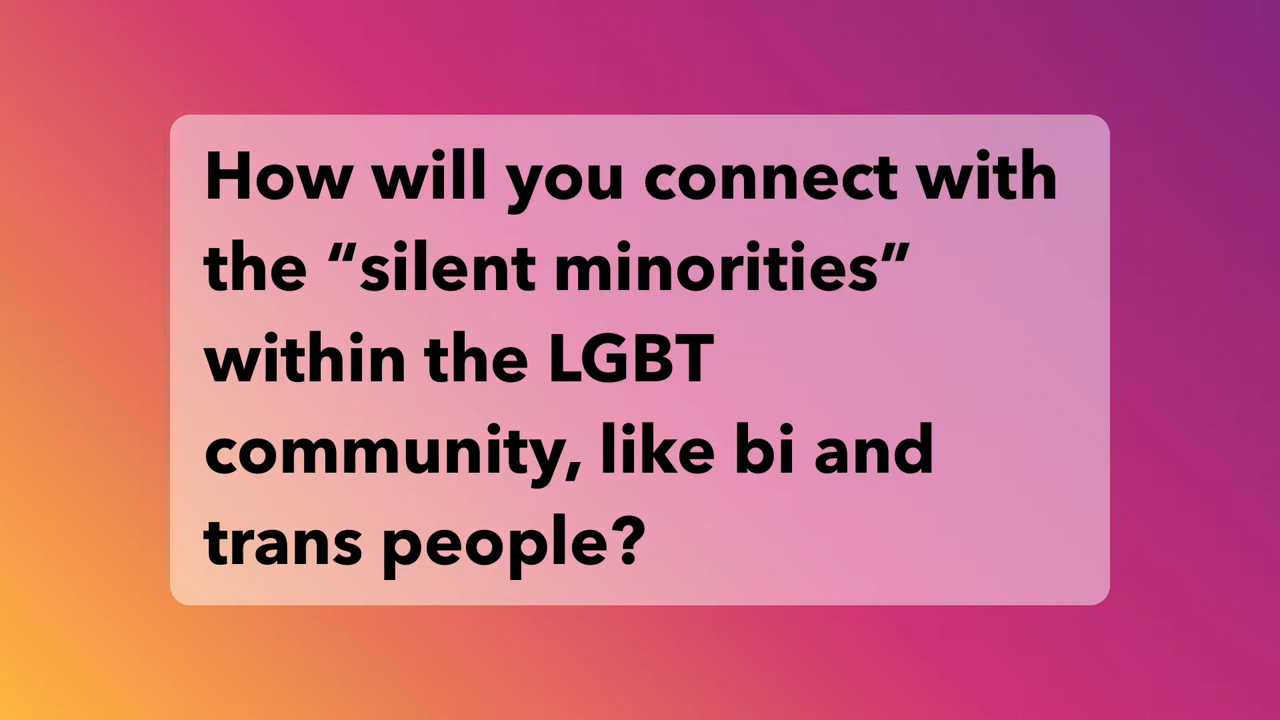 How will you connect with
the “silent minorities”
within the LGBT
community, like bi and
trans people?